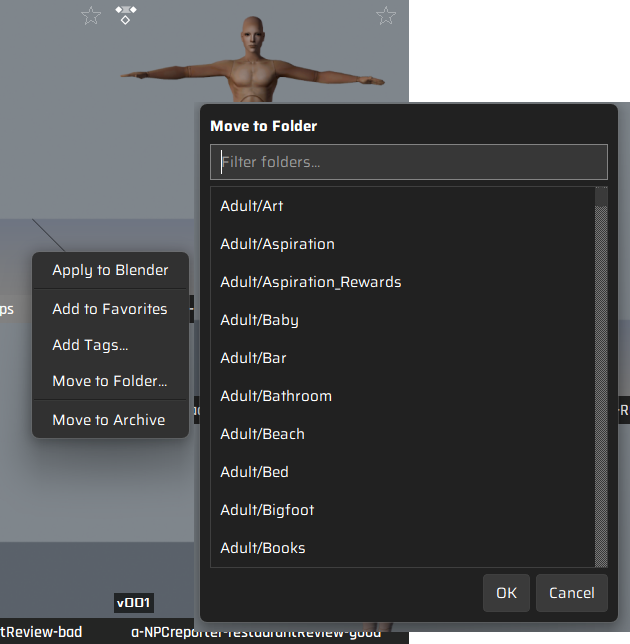 Move to Folder
Filter folders...
Adult/Art
Adult/Aspiration
Adult/Aspiration_Rewards
Adult/Baby
Adult/Bar
Adult/Bathroom
Adult/Beach
Adult/Bed
Adult/Bigfoot
Adult/Books
OK
Cancel
Apply to Blender
Add to Favorites
Add Tags...
Move to Folder...
Move to Archive
ps
-R
v001
tReview-bad
a-NPCreporter-restaurantReview-good